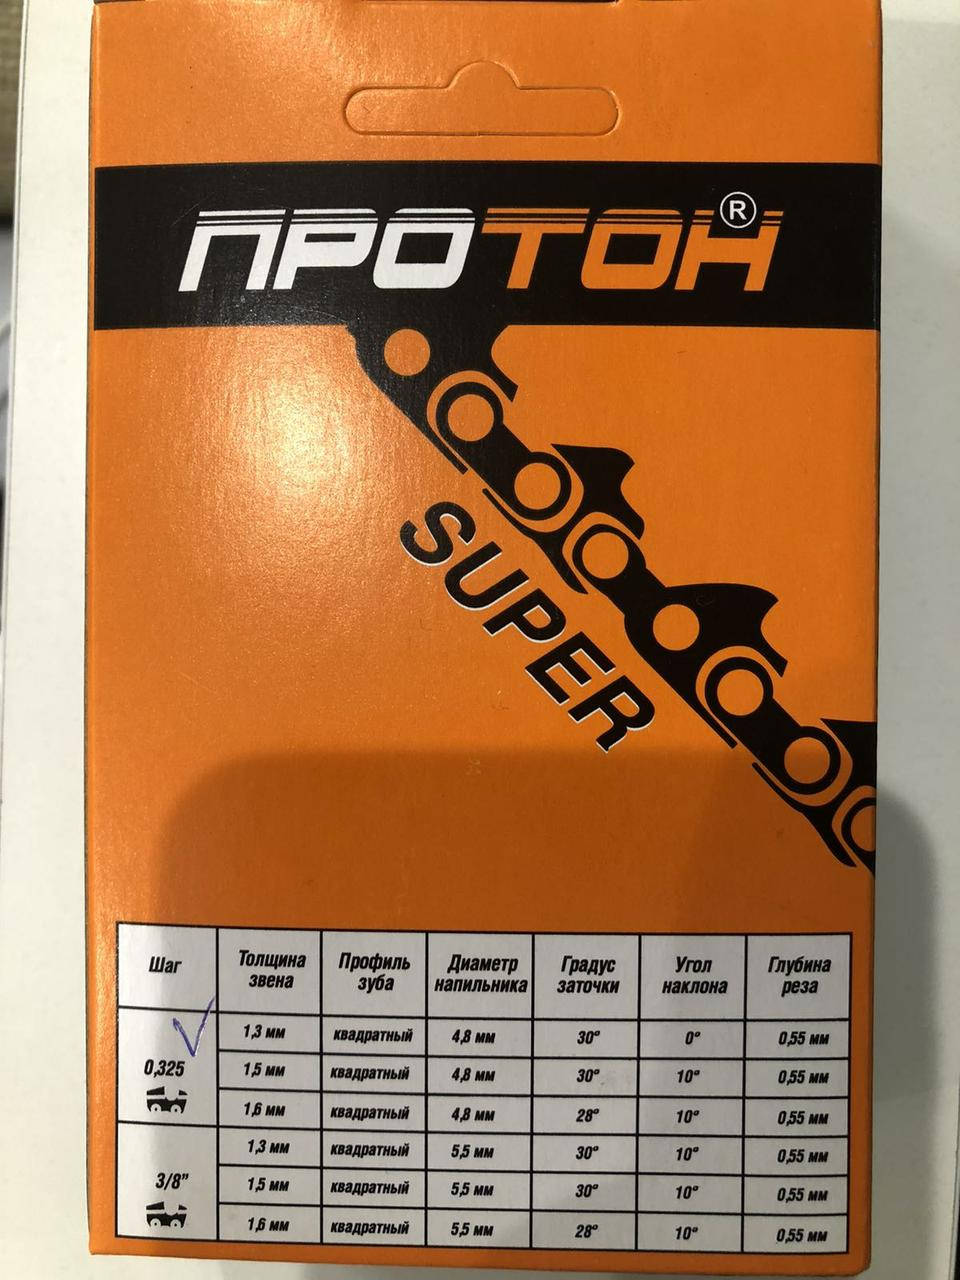 ПРОТОН®
SUPER
Шаг Толщина звена Профиль зуба Диаметр напильника Градус заточки Угол наклона Глубина реза
0,325
1,3 мм квадратный 4,8 мм 30° 0° 0,55 мм
1,5 мм квадратный 4,8 мм 30° 10° 0,55 мм
1,6 мм квадратный 4,8 мм 28° 10° 0,55 мм
3/8”
1,3 мм квадратный 5,5 мм 30° 10° 0,55 мм
1,5 мм квадратный 5,5 мм 30° 10° 0,55 мм
1,6 мм квадратный 5,5 мм 28° 10° 0,55 мм